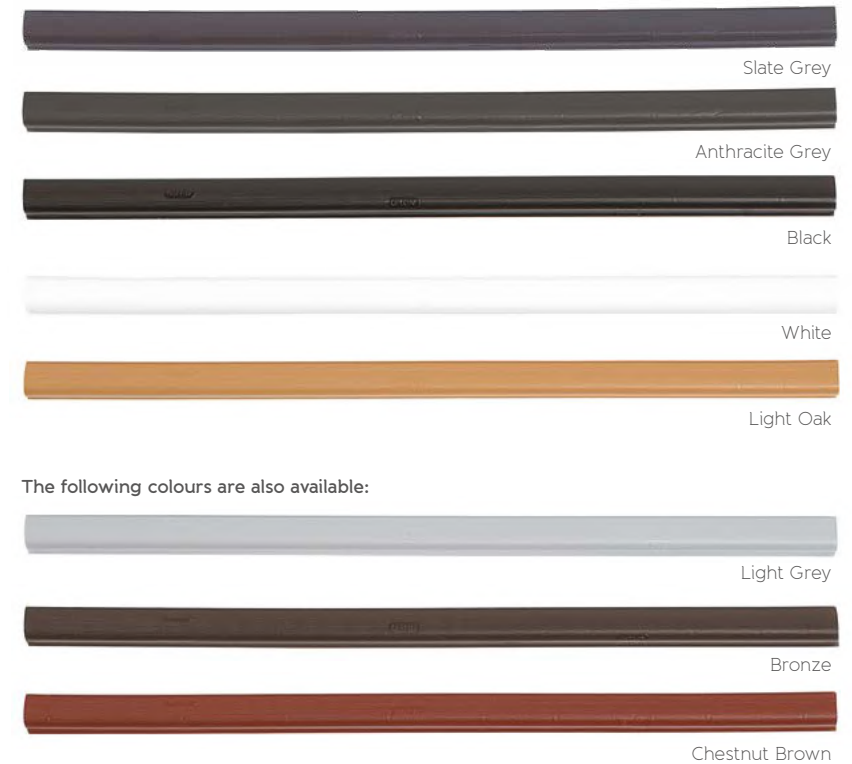 Slate Grey
Anthracite Grey
Black
White
Light Oak
The following colours are also available:
Light Grey
Bronze
Chestnut Brown